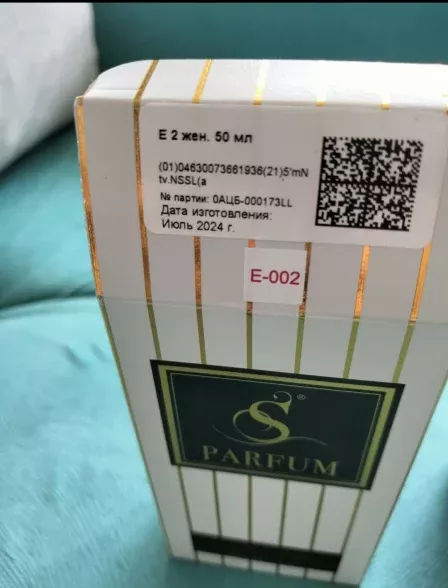 Е 2 жен. 50 мл
(01)04630073661936(21)5'mN
tv.NSSL(a
№ партии: 0АЦБ-000173LL
Дата изготовления:
Июль 2024 г.
E-002
S®
PARFUM